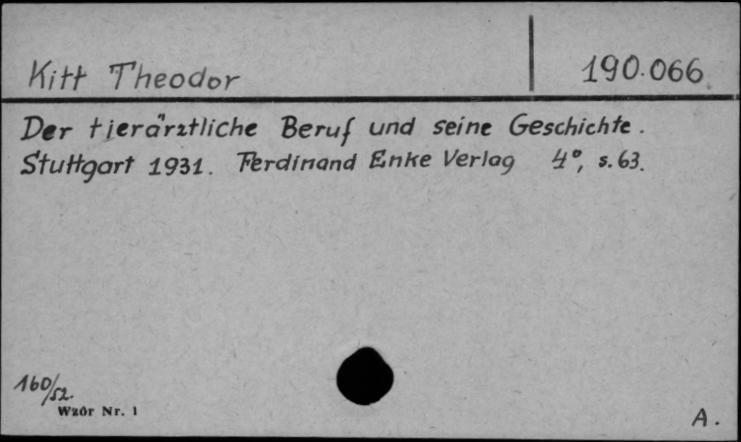 Kitt Theodor 190.066
Der tierärztliche Beruf und seine Geschichte.
Stuttgart 1931. Ferdinand Enke Verlag 4°, s. 63.
160/52.
Wzór Nr. 1
A.